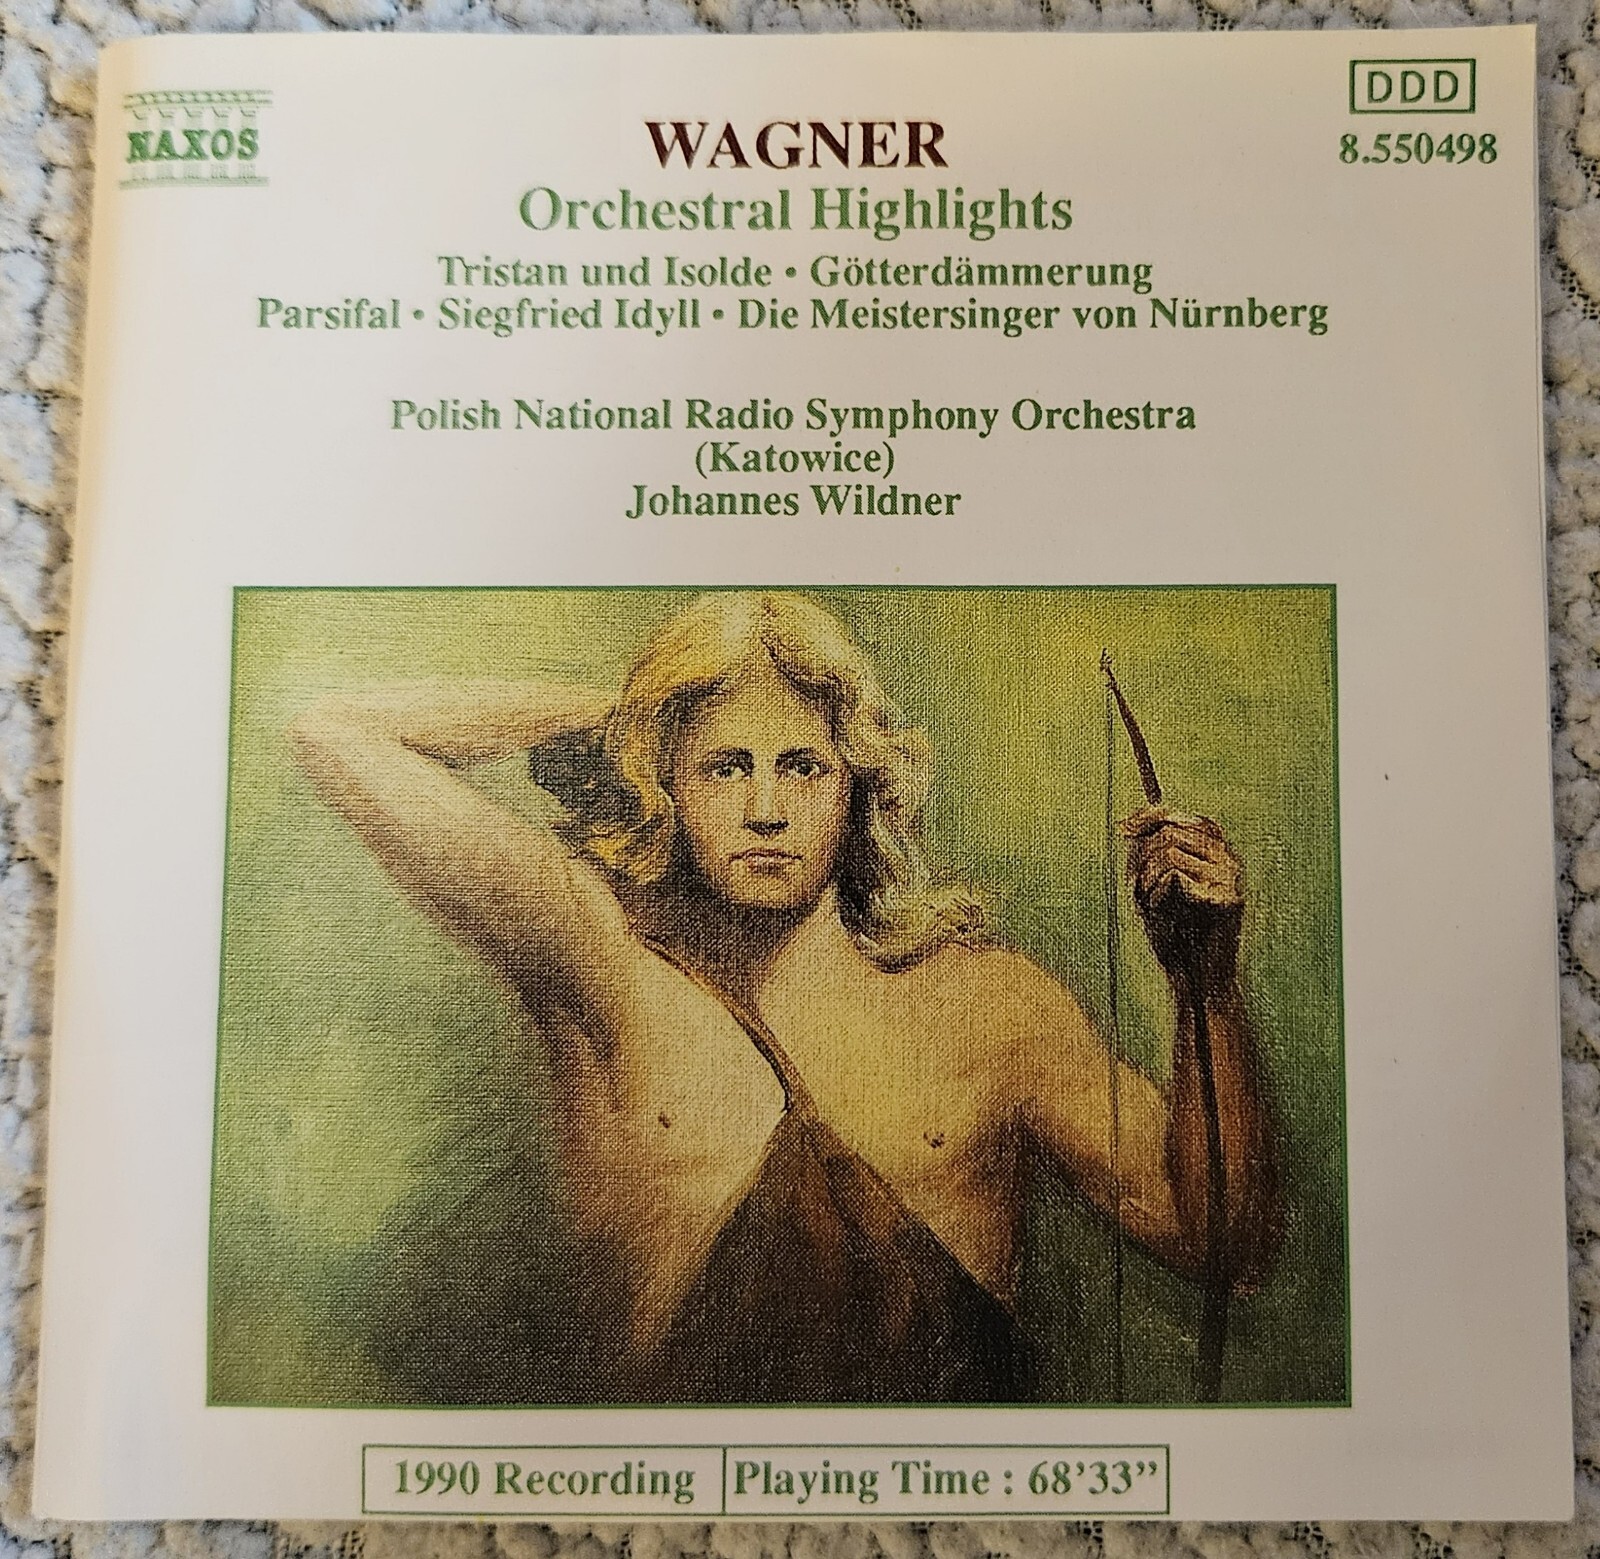 NAXOS
DDD
8.550498
WAGNER
Orchestral Highlights
Tristan und Isolde • Götterdämmerung
Parsifal • Siegfried Idyll • Die Meistersinger von Nürnberg
Polish National Radio Symphony Orchestra
(Katowice)
Johannes Wildner
1990 Recording
Playing Time : 68’33”